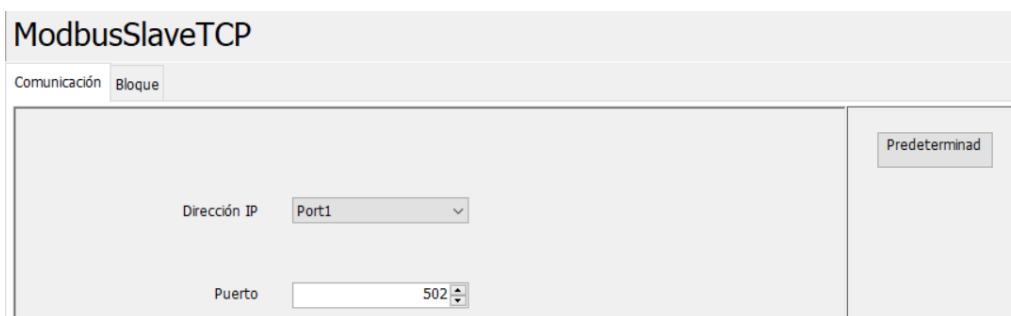 ModbusSlaveTCP
Comunicación Bloque
Predeterminad
Dirección IP Port1
Puerto 502